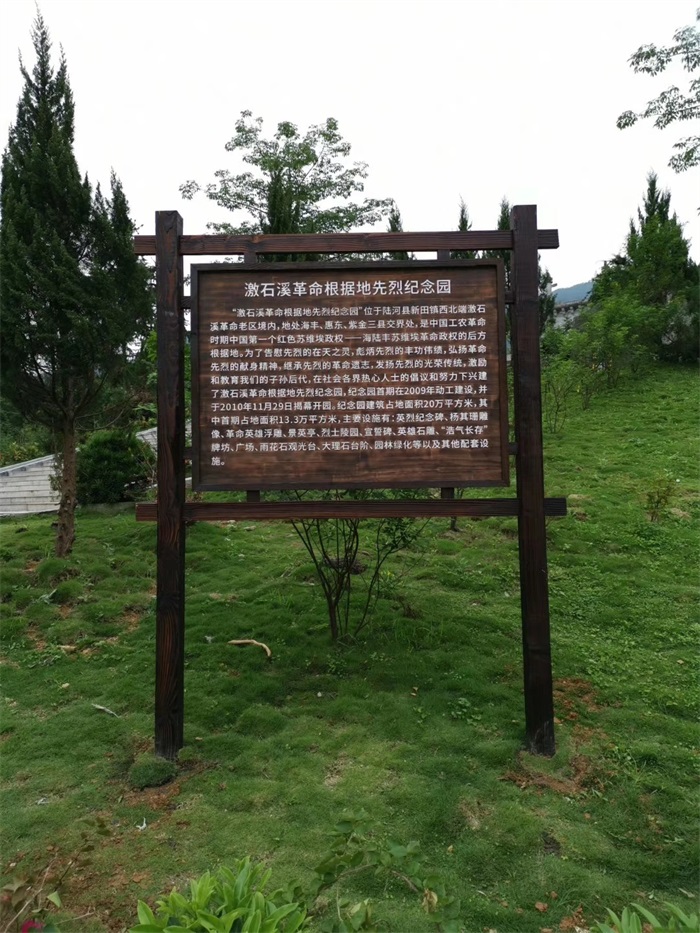 激石溪革命根据地先烈纪念园
“激石溪革命根据地先烈纪念园”位于陆河县新田镇西北端激石
溪革命老区境内,地处海丰、惠东、紫金三县交界处,是中国工农革命
时期中国第一个红色苏维埃政权——海陆丰苏维埃革命政权的后方
根据地。为了告慰先烈的在天之灵,彪炳先烈的丰功伟绩,弘扬革命
先烈的献身精神,继承先烈的革命遗志,发扬先烈的光荣传统,激励
和教育我们的子孙后代,在社会各界热心人士的倡议和努力下兴建
了激石溪革命根据地先烈纪念园,纪念园首期在2009年动工建设,并
于2010年11月29日揭幕开园。纪念园建筑占地面积20万平方米,其
中首期占地面积13.3万平方米,主要设施有:英烈纪念碑、杨其珊雕
像、革命英雄浮雕、景英亭、烈士陵园、宣誓碑、英雄石雕、“浩气长存”
牌坊、广场、雨花石观光台、大理石台阶、园林绿化等以及其他配套设
施。